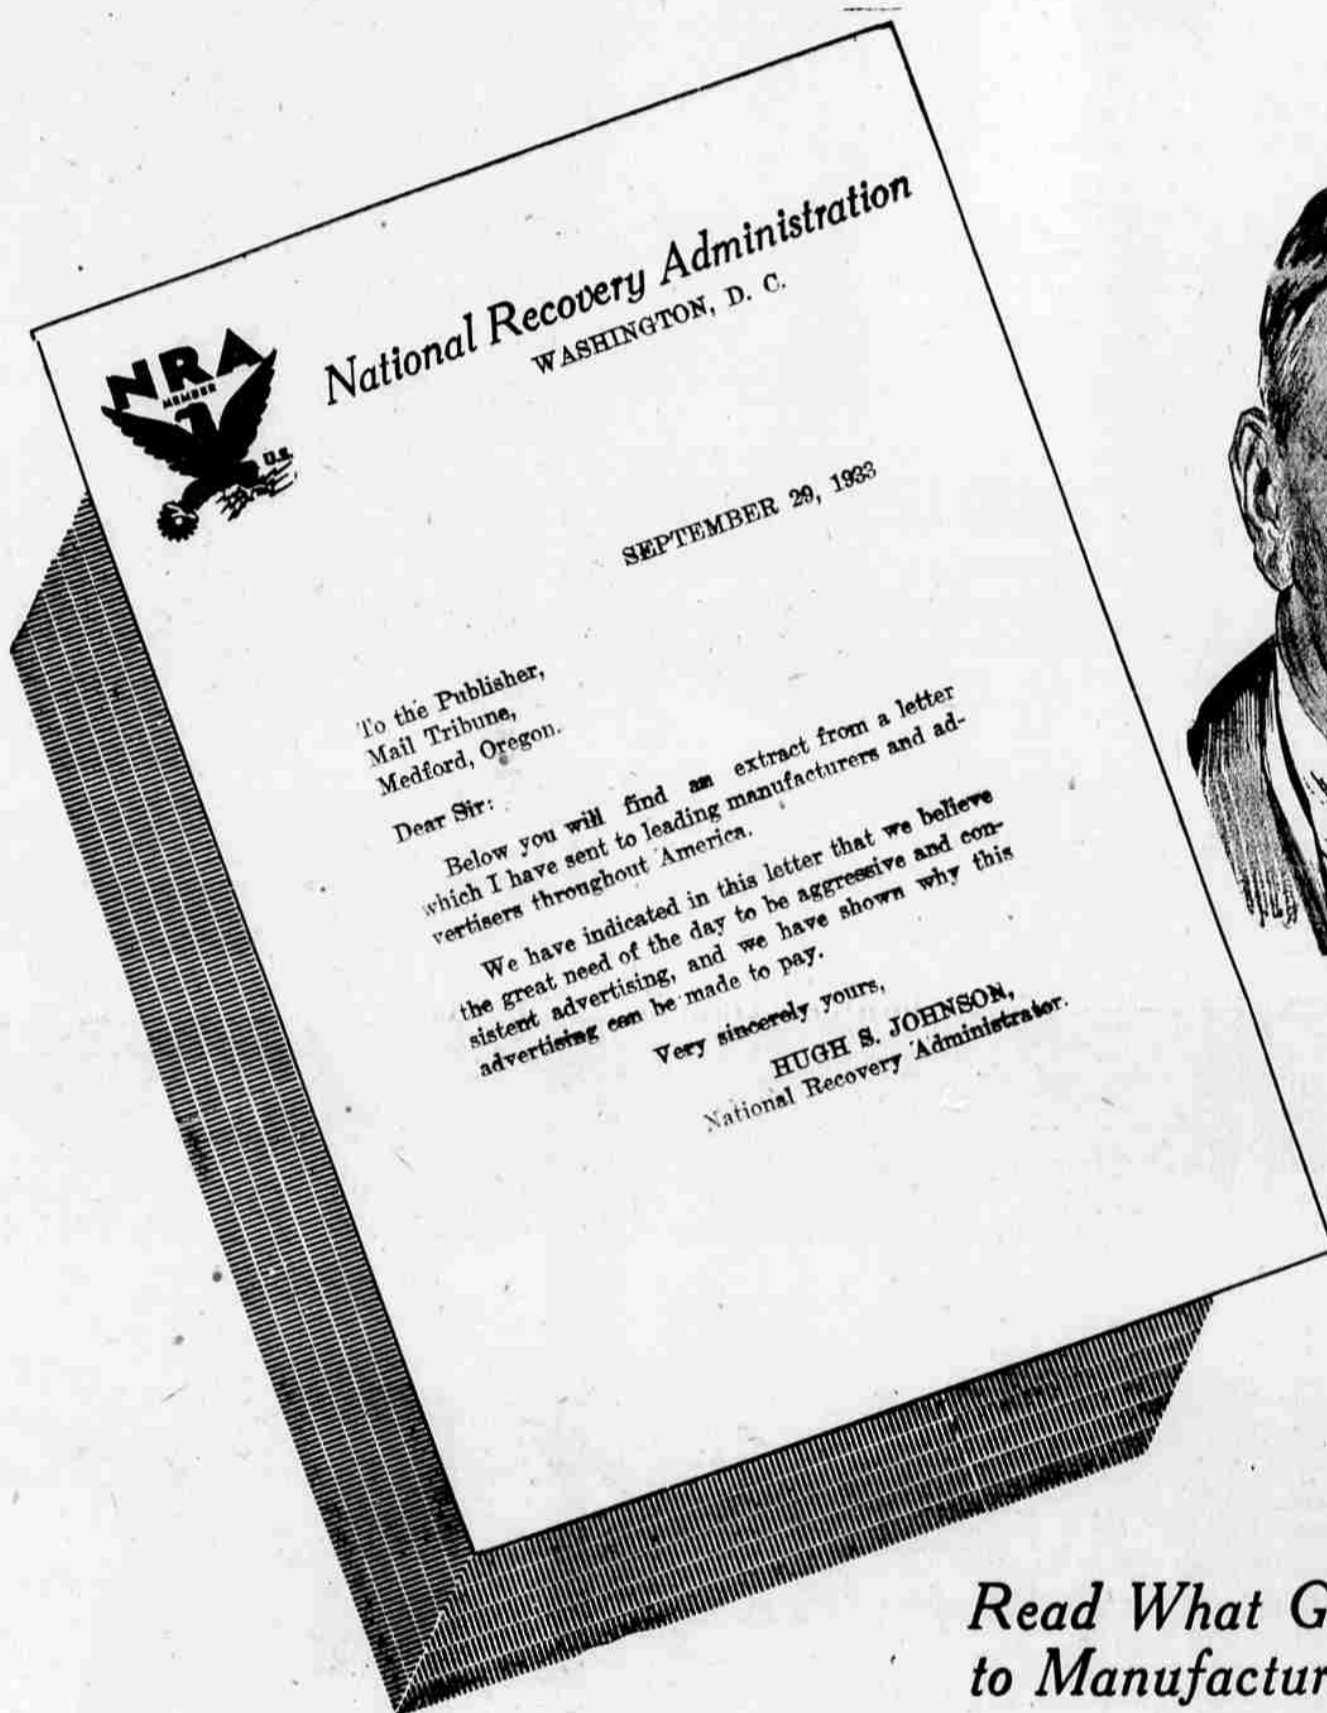 NRA
MEMBER
U.S.
National Recovery Administration
WASHINGTON, D. C.
SEPTEMBER 29, 1933
To the Publisher,
Mail Tribune,
Medford, Oregon.
Dear Sir:
Below you will find an extract from a letter
which I have sent to leading manufacturers and ad-
vertisers throughout America.
We have indicated in this letter that we believe
the great need of the day to be aggressive and con-
sistent advertising, and we have shown why this
advertising can be made to pay.
Very sincerely yours,
HUGH S. JOHNSON,
National Recovery Administrator.
Read What G
to Manufactur